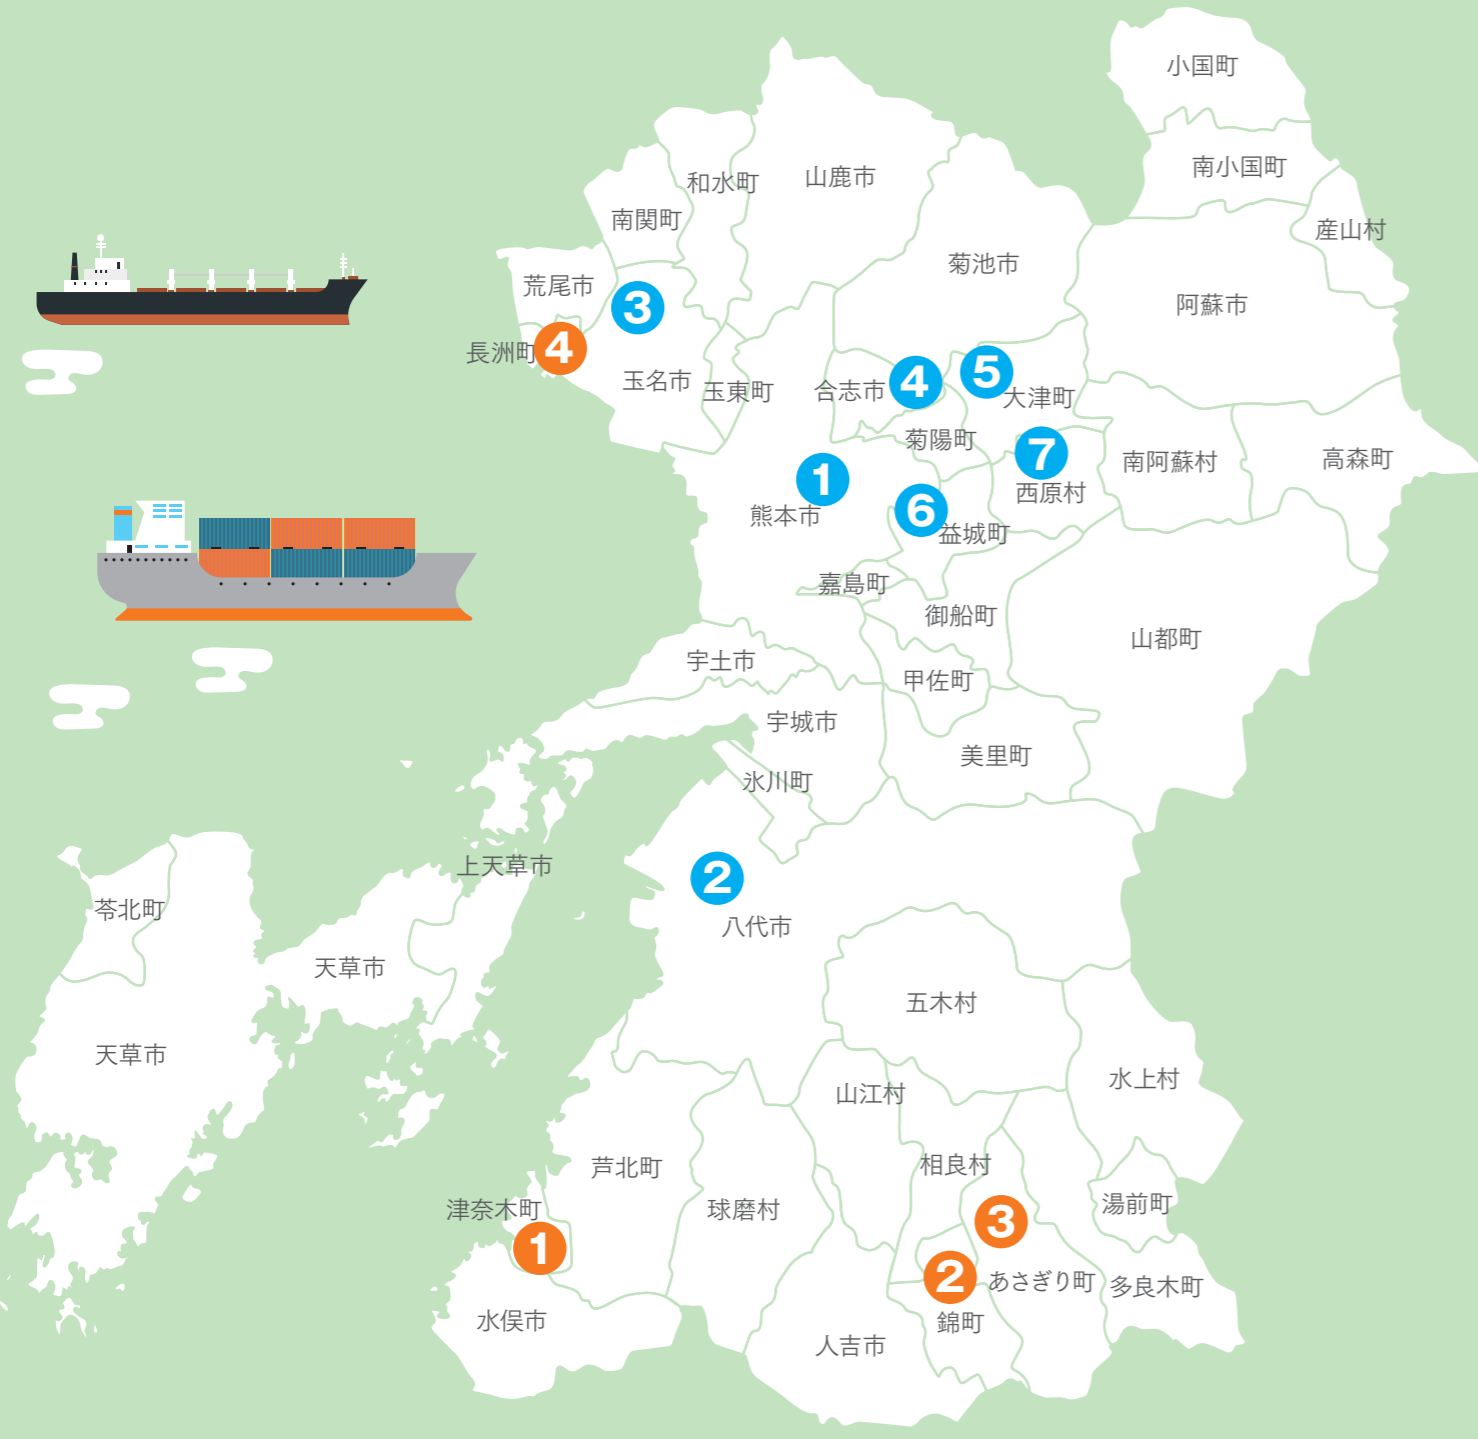 小国町
南小国町
和水町
山鹿市
南関町
産山村
菊池市
荒尾市
阿蘇市
3
長洲町
4
玉名市
玉東町
合志市
4
5
大津町
菊陽町
7
南阿蘇村
高森町
1
西原村
熊本市
6
益城町
嘉島町
御船町
山都町
宇土市
甲佐町
宇城市
美里町
氷川町
上天草市
2
苓北町
八代市
天草市
五木村
天草市
水上村
山江村
芦北町
相良村
津奈木町
球磨村
湯前町
3
1
2
あさぎり町
多良木町
水俣市
錦町
人吉市